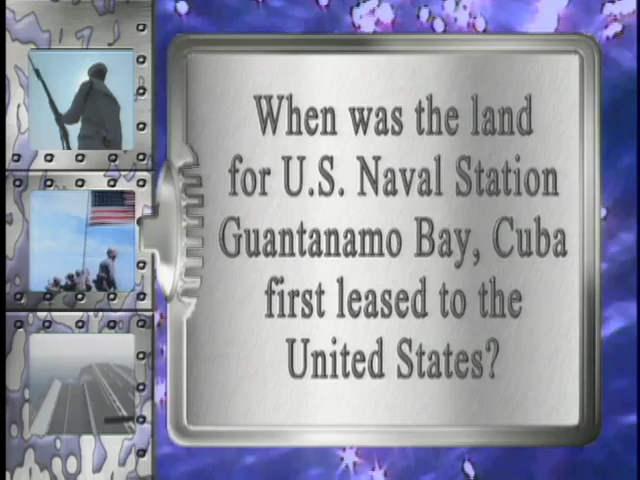 When was the land
for U.S. Naval Station
Guantanamo Bay, Cuba
first leased to the
United States?